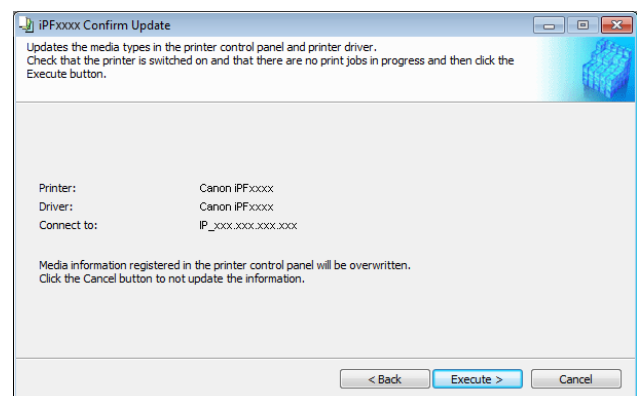 iPFxxxx Confirm Update
Updates the media types in the printer control panel and printer driver.
Check that the printer is switched on and that there are no print jobs in progress and then click the
Execute button.
Printer: Canon iPFxxxx
Driver: Canon iPFxxxx
Connect to: IP_xxx.xxx.xxx.xxx
Media information registered in the printer control panel will be overwritten.
Click the Cancel button to not update the information.
< Back Execute > Cancel